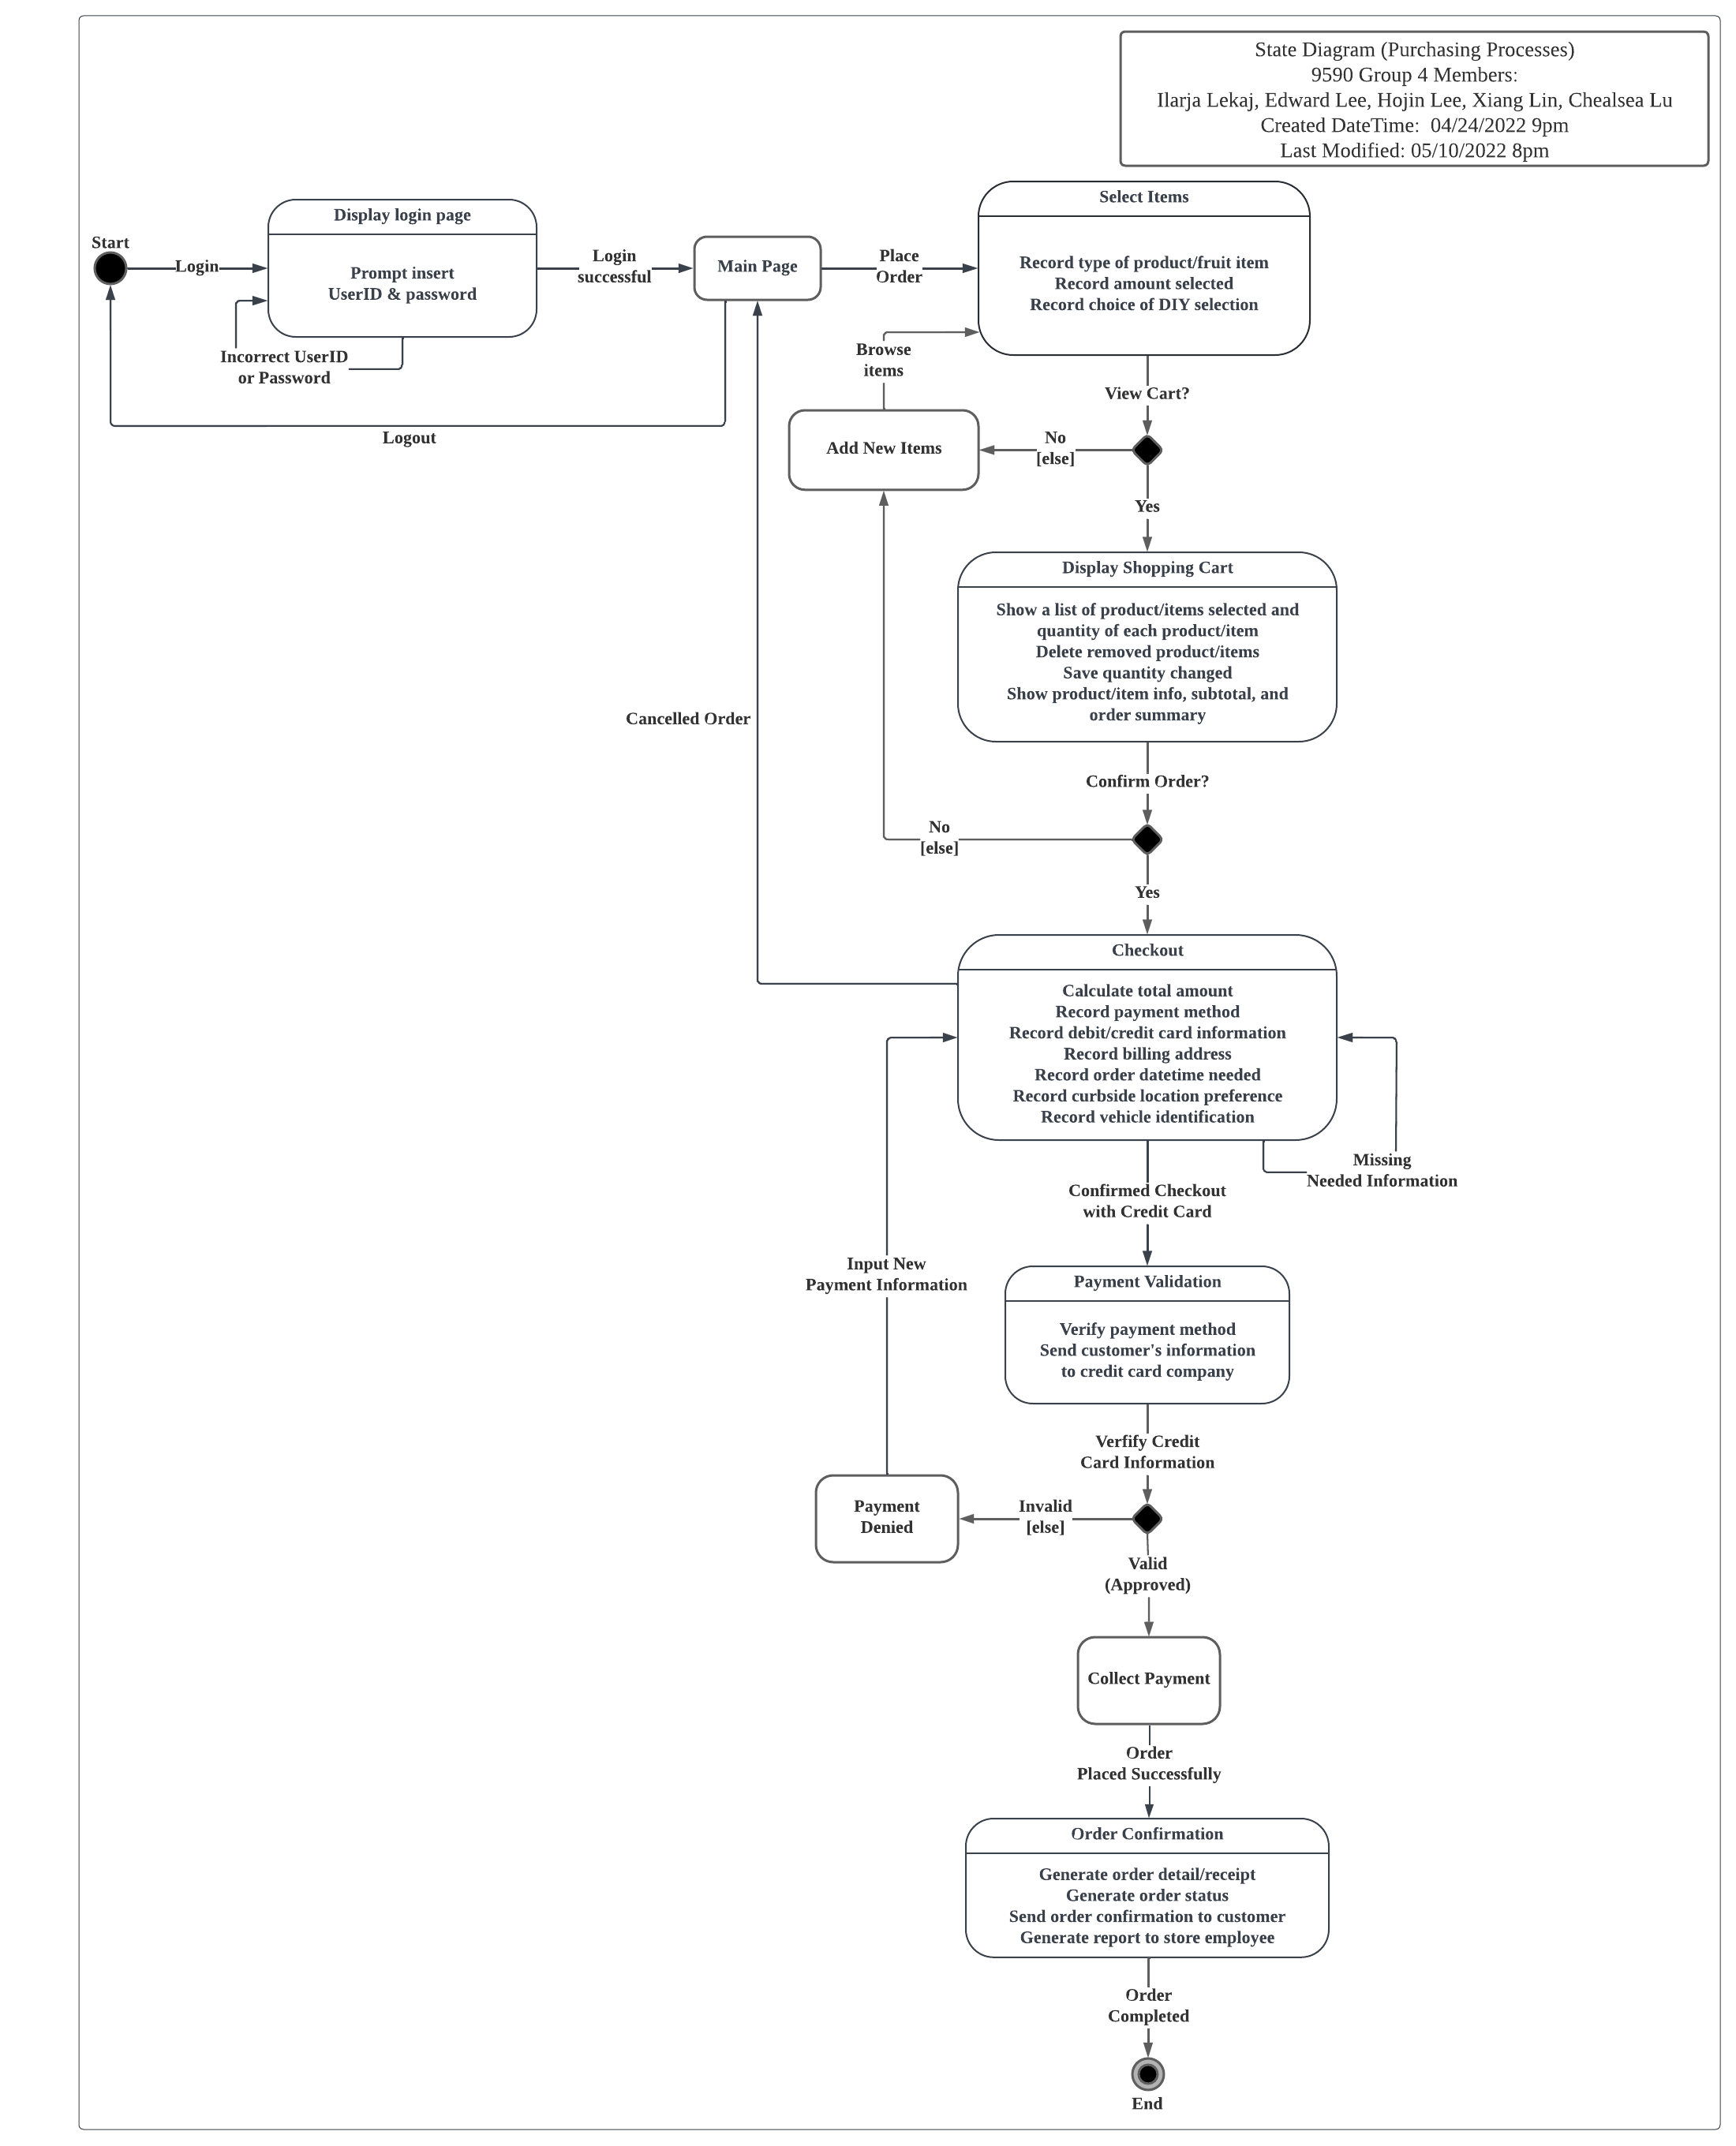 State Diagram (Purchasing Processes)
9590 Group 4 Members:
Ilarja Lekaj, Edward Lee, Hojin Lee, Xiang Lin, Chealsea Lu
Created DateTime:  04/24/2022 9pm
Last Modified: 05/10/2022 8pm
Start
Login
Display login page
Prompt insert
UserID & password
Incorrect UserID
or Password
Login
successful
Main Page
Logout
Place
Order
Select Items
Record type of product/fruit item
Record amount selected
Record choice of DIY selection
Browse
items
View Cart?
Add New Items
No
[else]
Yes
Display Shopping Cart
Show a list of product/items selected and
quantity of each product/item
Delete removed product/items
Save quantity changed
Show product/item info, subtotal, and
order summary
Cancelled Order
Confirm Order?
No
[else]
Yes
Checkout
Calculate total amount
Record payment method
Record debit/credit card information
Record billing address
Record order datetime needed
Record curbside location preference
Record vehicle identification
Missing
Needed Information
Confirmed Checkout
with Credit Card
Input New
Payment Information
Payment Validation
Verify payment method
Send customer's information
to credit card company
Verfify Credit
Card Information
Payment
Denied
Invalid
[else]
Valid
(Approved)
Collect Payment
Order
Placed Successfully
Order Confirmation
Generate order detail/receipt
Generate order status
Send order confirmation to customer
Generate report to store employee
Order
Completed
End